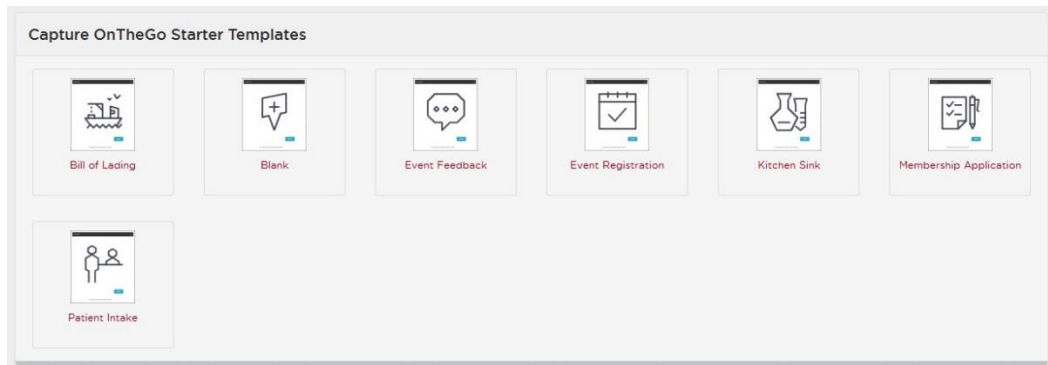 Capture OnTheGo Starter Templates
Bill of Lading
Blank
Event Feedback
Event Registration
Kitchen Sink
Membership Application
Patient Intake